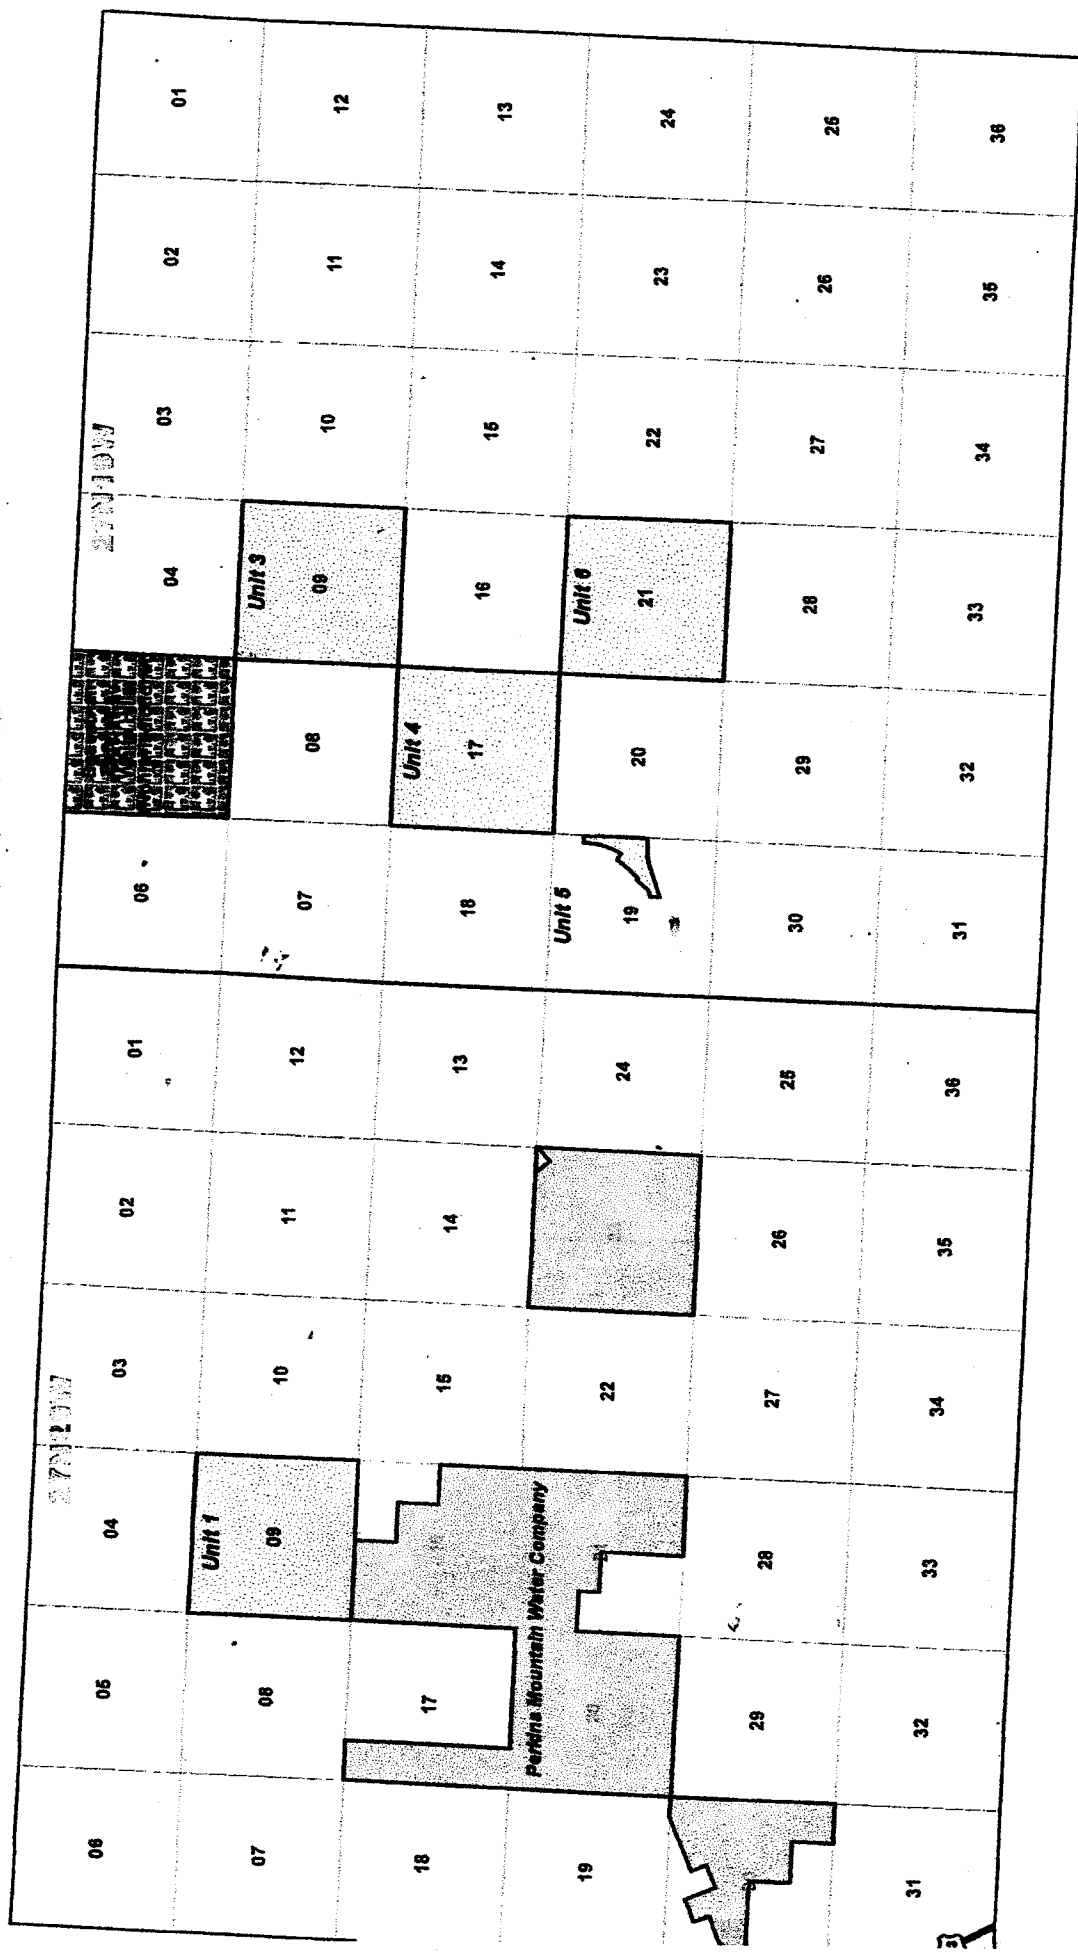 27N20W
27N19W
06 05 04 03 02 01 06 04 03 02 01
Unit 1
Unit 3
07 08 09 10 11 12 07 08 09 10 11 12
Unit 4
18 17 15 14 13 18 17 16 15 14 13
Perkins Mountain Water Company
Unit 5
Unit 6
19 20 22 24 19 20 21 22 23 24
29 28 27 26 25 30 29 28 27 26 25
31 32 33 34 35 36 31 32 33 34 35 36